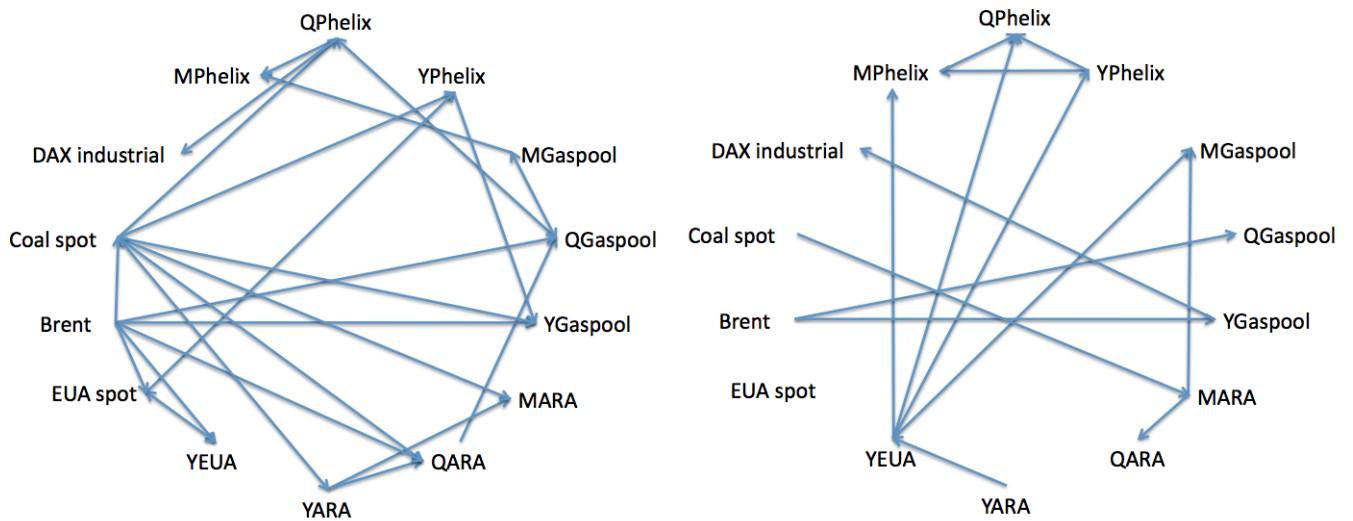 QPhelix
MPhelix
YPhelix
DAX industrial
MGaspool
Coal spot
QGaspool
Brent
YGaspool
EUA spot
MARA
YEUA
QARA
YARA
QPhelix
MPhelix
YPhelix
DAX industrial
MGaspool
Coal spot
QGaspool
Brent
YGaspool
EUA spot
MARA
YEUA
QARA
YARA